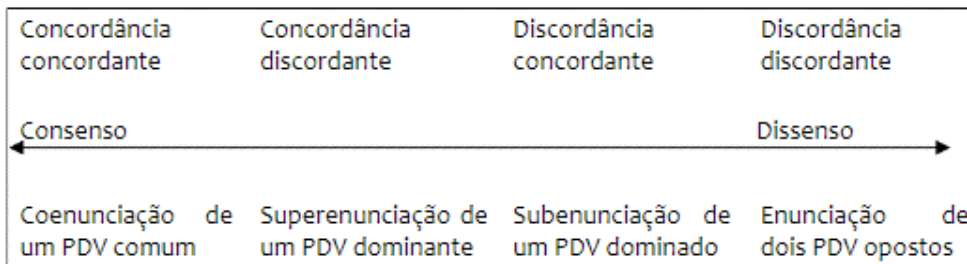 Concordância concordante
Concordância discordante
Discordância concordante
Discordância discordante
Consenso
Dissenso
Coenunciação de um PDV comum
Superenunciação de um PDV dominante
Subenunciação de um PDV dominado
Enunciação de dois PDV opostos